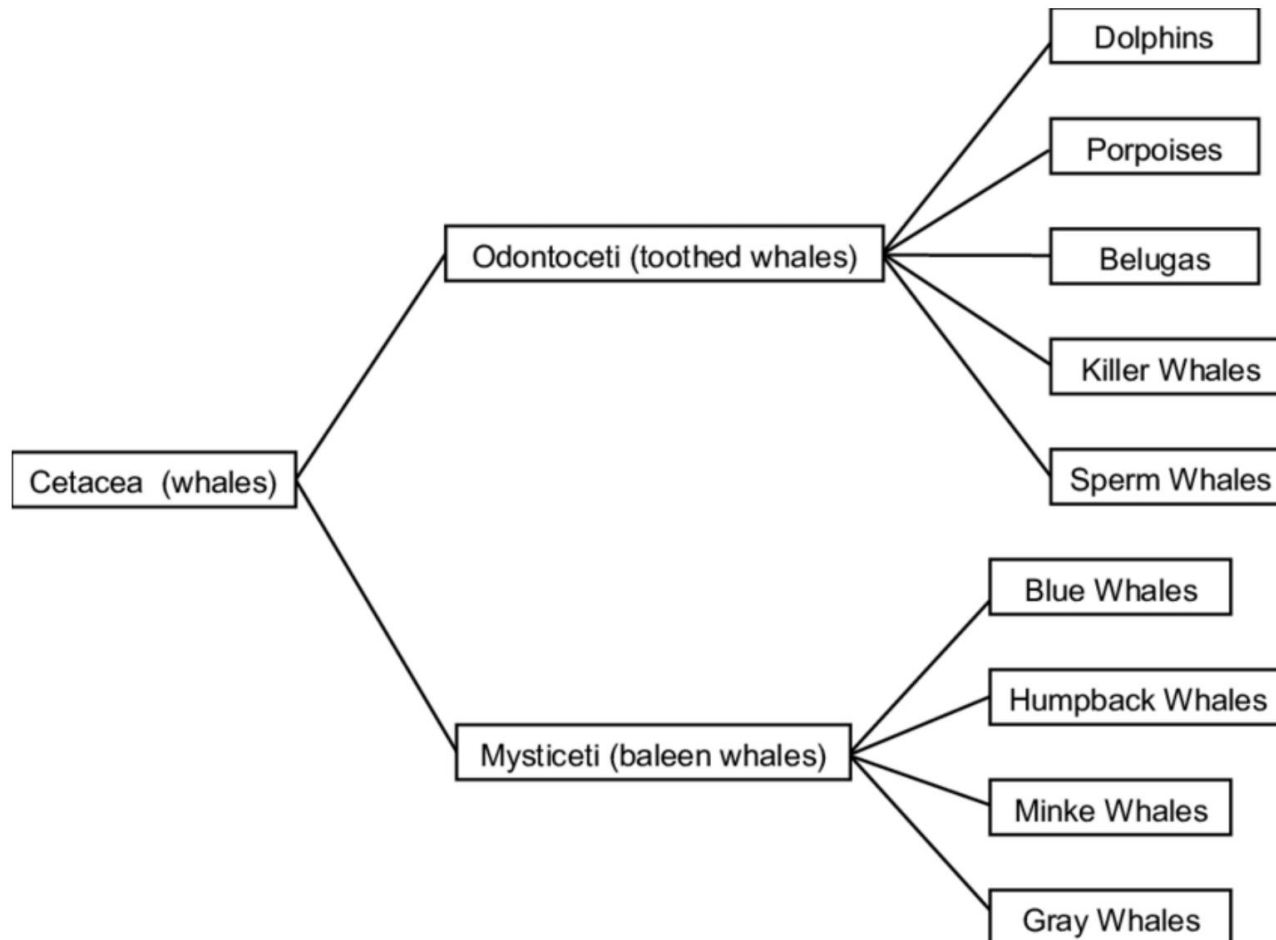 Dolphins
Porpoises
Odontoceti (toothed whales)
Belugas
Killer Whales
Cetacea (whales)
Sperm Whales
Blue Whales
Humpback Whales
Mysticeti (baleen whales)
Minke Whales
Gray Whales